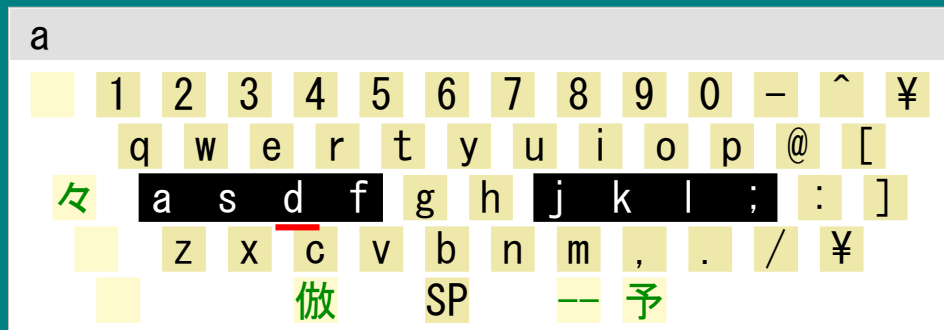 a
1 2 3 4 5 6 7 8 9 0 - ^ ¥
q w e r t y u i o p @ [
々 a s d f g h j k l ; : ]
z x c v b n m , . / ¥
倣 SP -- 予